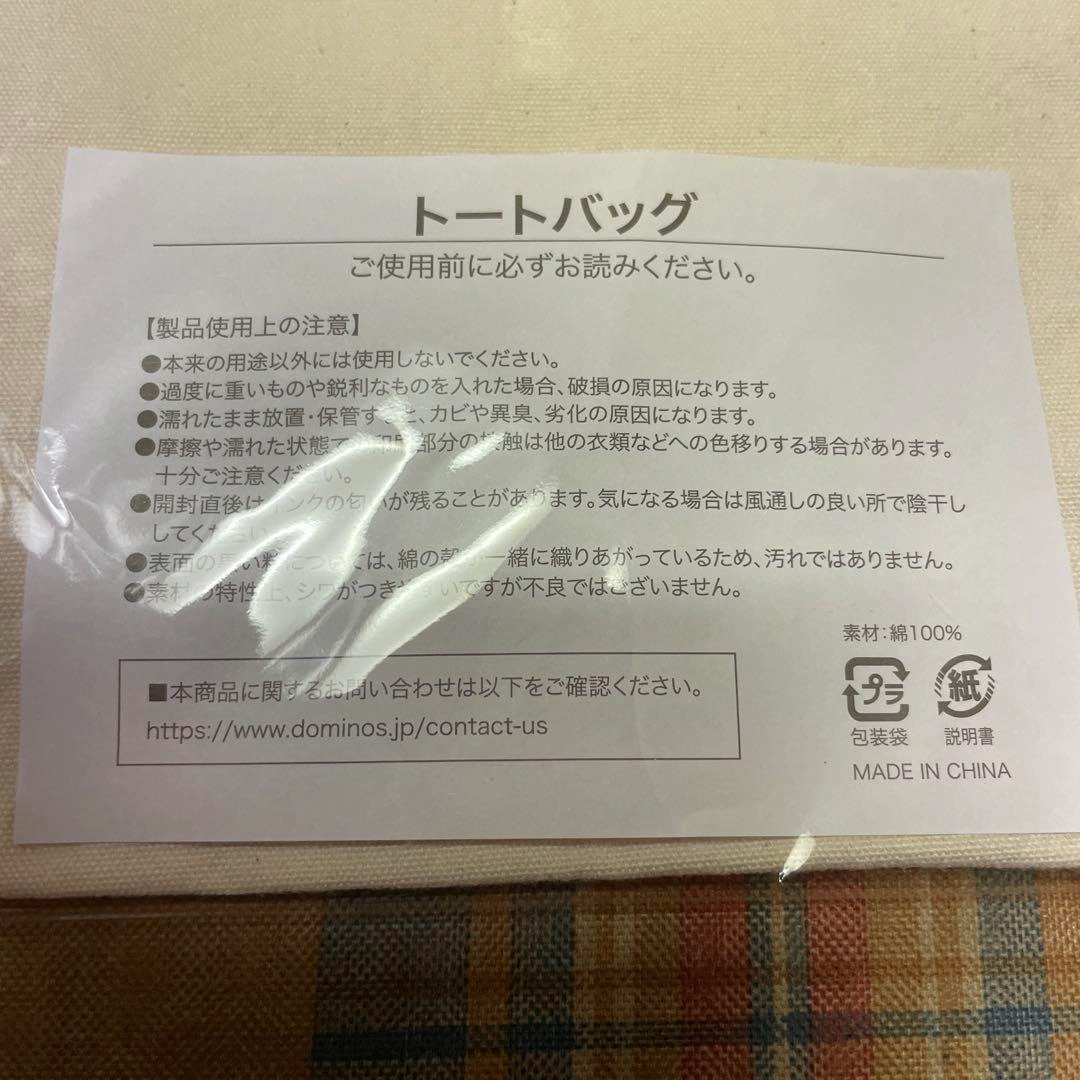 トートバッグ
ご使用前に必ずお読みください。
【製品使用上の注意】
●本来の用途以外には使用しないでください。
●過度に重いものや鋭利なものを入れた場合、破損の原因になります。
●濡れたまま放置・保管すると、カビや異臭、劣化の原因になります。
●摩擦や濡れた状態で 印刷部分の接触は他の衣類などへの色移りする場合があります。
十分ご注意ください。
●開封直後はインクの匂いが残ることがあります。気になる場合は風通しの良い所で陰干し
してください。
●表面の黒い粒については、綿の殻が一緒に織りあがっているため、汚れではありません。
●素材の特性上、シワがつきやすいですが不良ではございません。
素材:綿100%
■本商品に関するお問い合わせは以下をご確認ください。
https://www.dominos.jp/contact-us
プラ 紙
包装袋 説明書
MADE IN CHINA